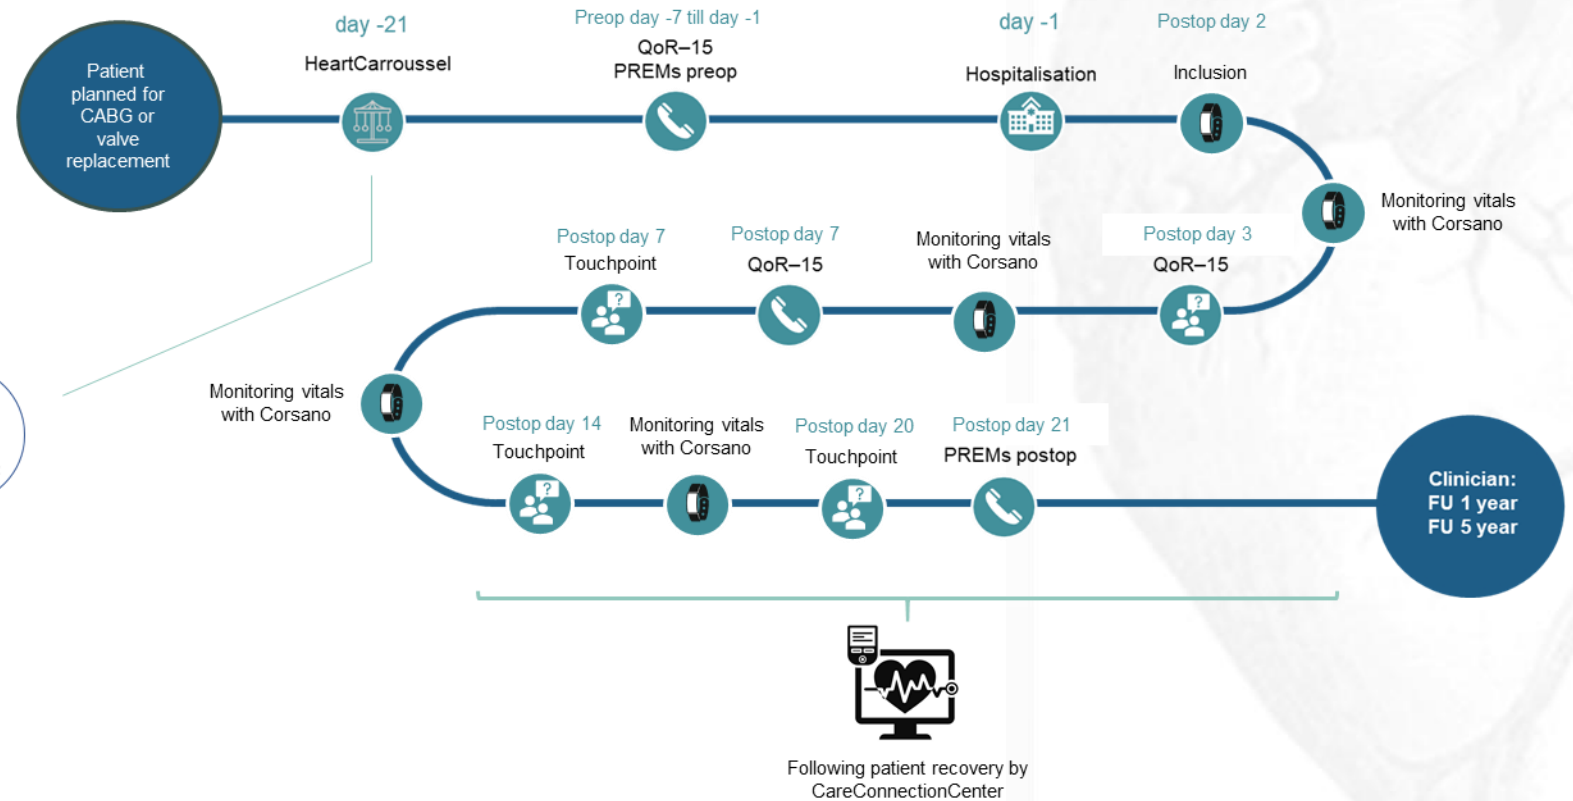 day -21
HeartCarroussel
Preop day -7 till day -1
QoR–15
PREMs preop
day -1
Hospitalisation
Postop day 2
Inclusion
Patient
planned for
CABG or
valve
replacement
Monitoring vitals
with Corsano
Postop day 3
QoR–15
Monitoring vitals
with Corsano
Postop day 7
QoR–15
Postop day 7
Touchpoint
?
?
Monitoring vitals
with Corsano
Postop day 14
Touchpoint
?
Monitoring vitals
with Corsano
Postop day 20
Touchpoint
?
Postop day 21
PREMs postop
Clinician:
FU 1 year
FU 5 year
Following patient recovery by
CareConnectionCenter